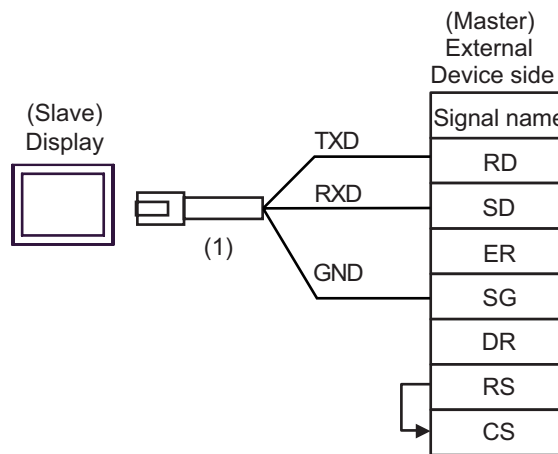 (Master)
External
Device side
(Slave)
Display
Signal name
TXD
RD
RXD
SD
(1)
ER
GND
SG
DR
RS
CS